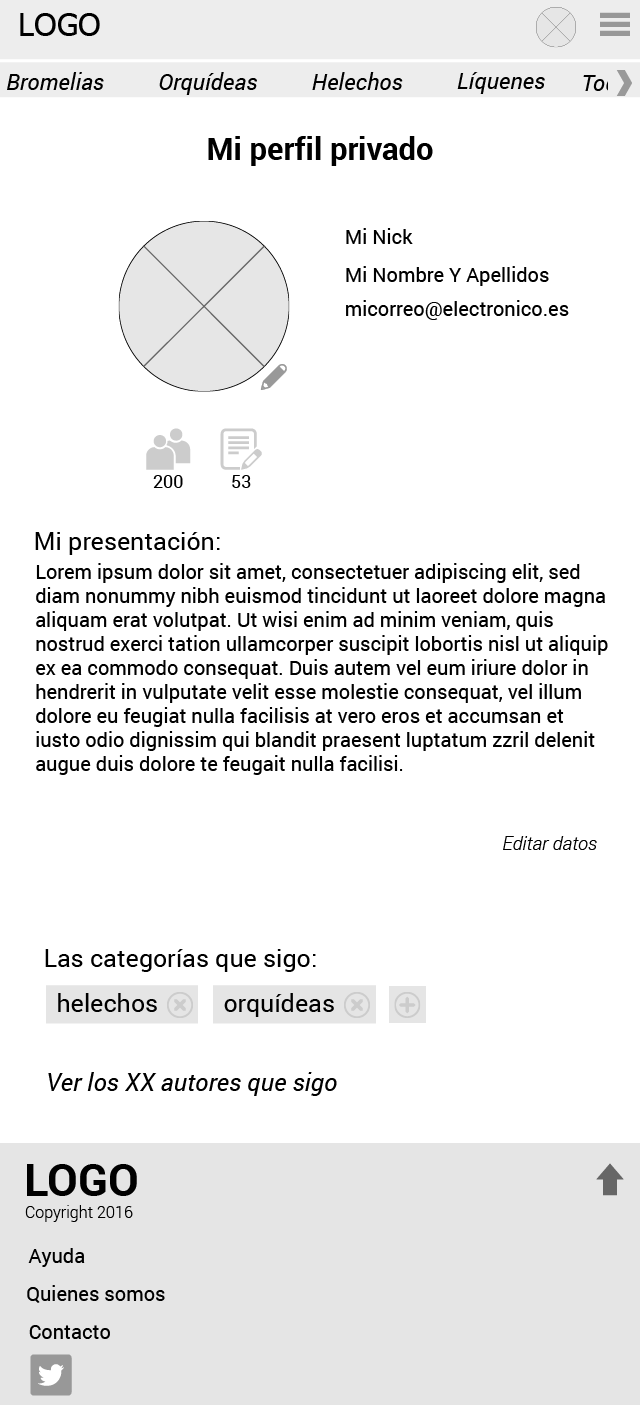 LOGO
Bromelias Orquídeas Helechos Líquenes
Mi perfil privado
Mi Nick
Mi Nombre Y Apellidos
micorreo@electronico.es
200 53
Mi presentación:
Lorem ipsum dolor sit amet, consectetuer adipiscing elit, sed
diam nonummy nibh euismod tincidunt ut laoreet dolore magna
aliquam erat volutpat. Ut wisi enim ad minim veniam, quis
nostrud exerci tation ullamcorper suscipit lobortis nisl ut aliquip
ex ea commodo consequat. Duis autem vel eum iriure dolor in
hendrerit in vulputate velit esse molestie consequat, vel illum
dolore eu feugiat nulla facilisis at vero eros et accumsan et
iusto odio dignissim qui blandit praesent luptatum zzril delenit
augue duis dolore te feugait nulla facilisi.
Editar datos
Las categorías que sigo:
helechos orquídeas
Ver los XX autores que sigo
LOGO
Copyright 2016
Ayuda
Quienes somos
Contacto